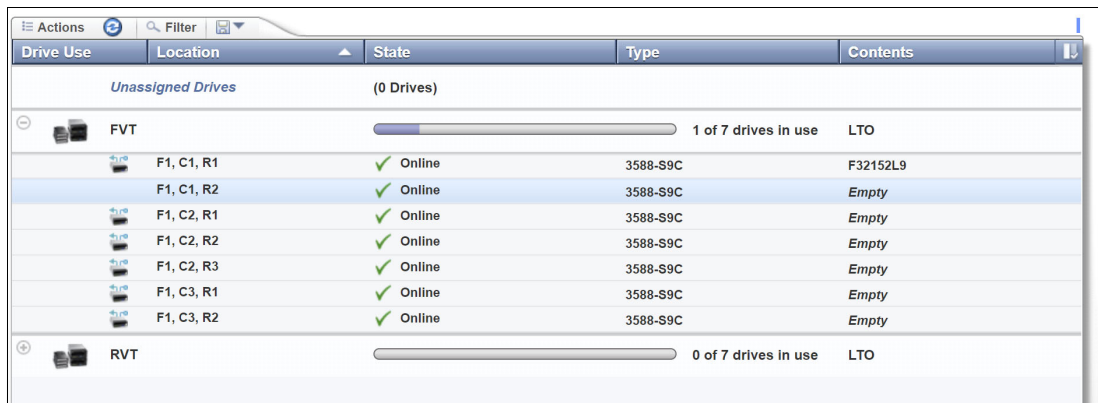 Actions Filter
Drive Use Location State Type Contents
Unassigned Drives (0 Drives)
FVT 1 of 7 drives in use LTO
F1, C1, R1 Online 3588-S9C F32152L9
F1, C1, R2 Online 3588-S9C Empty
F1, C2, R1 Online 3588-S9C Empty
F1, C2, R2 Online 3588-S9C Empty
F1, C2, R3 Online 3588-S9C Empty
F1, C3, R1 Online 3588-S9C Empty
F1, C3, R2 Online 3588-S9C Empty
RVT 0 of 7 drives in use LTO